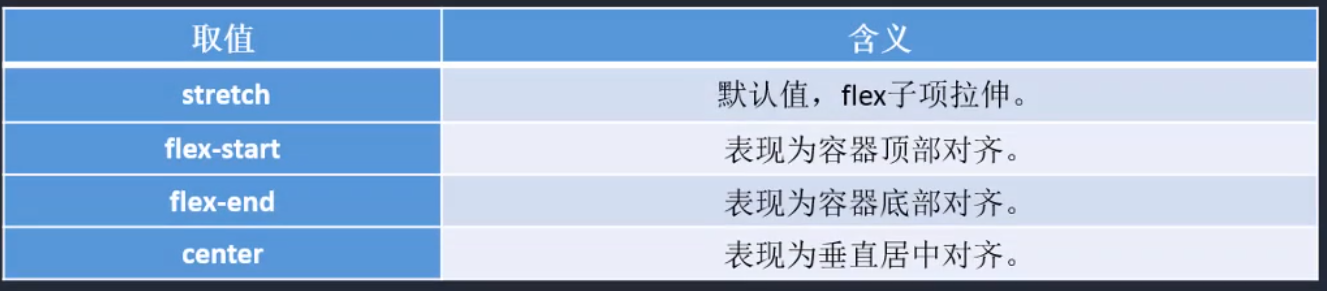 取值 含义
stretch 默认值，flex子项拉伸。
flex-start 表现为容器顶部对齐。
flex-end 表现为容器底部对齐。
center 表现为垂直居中对齐。